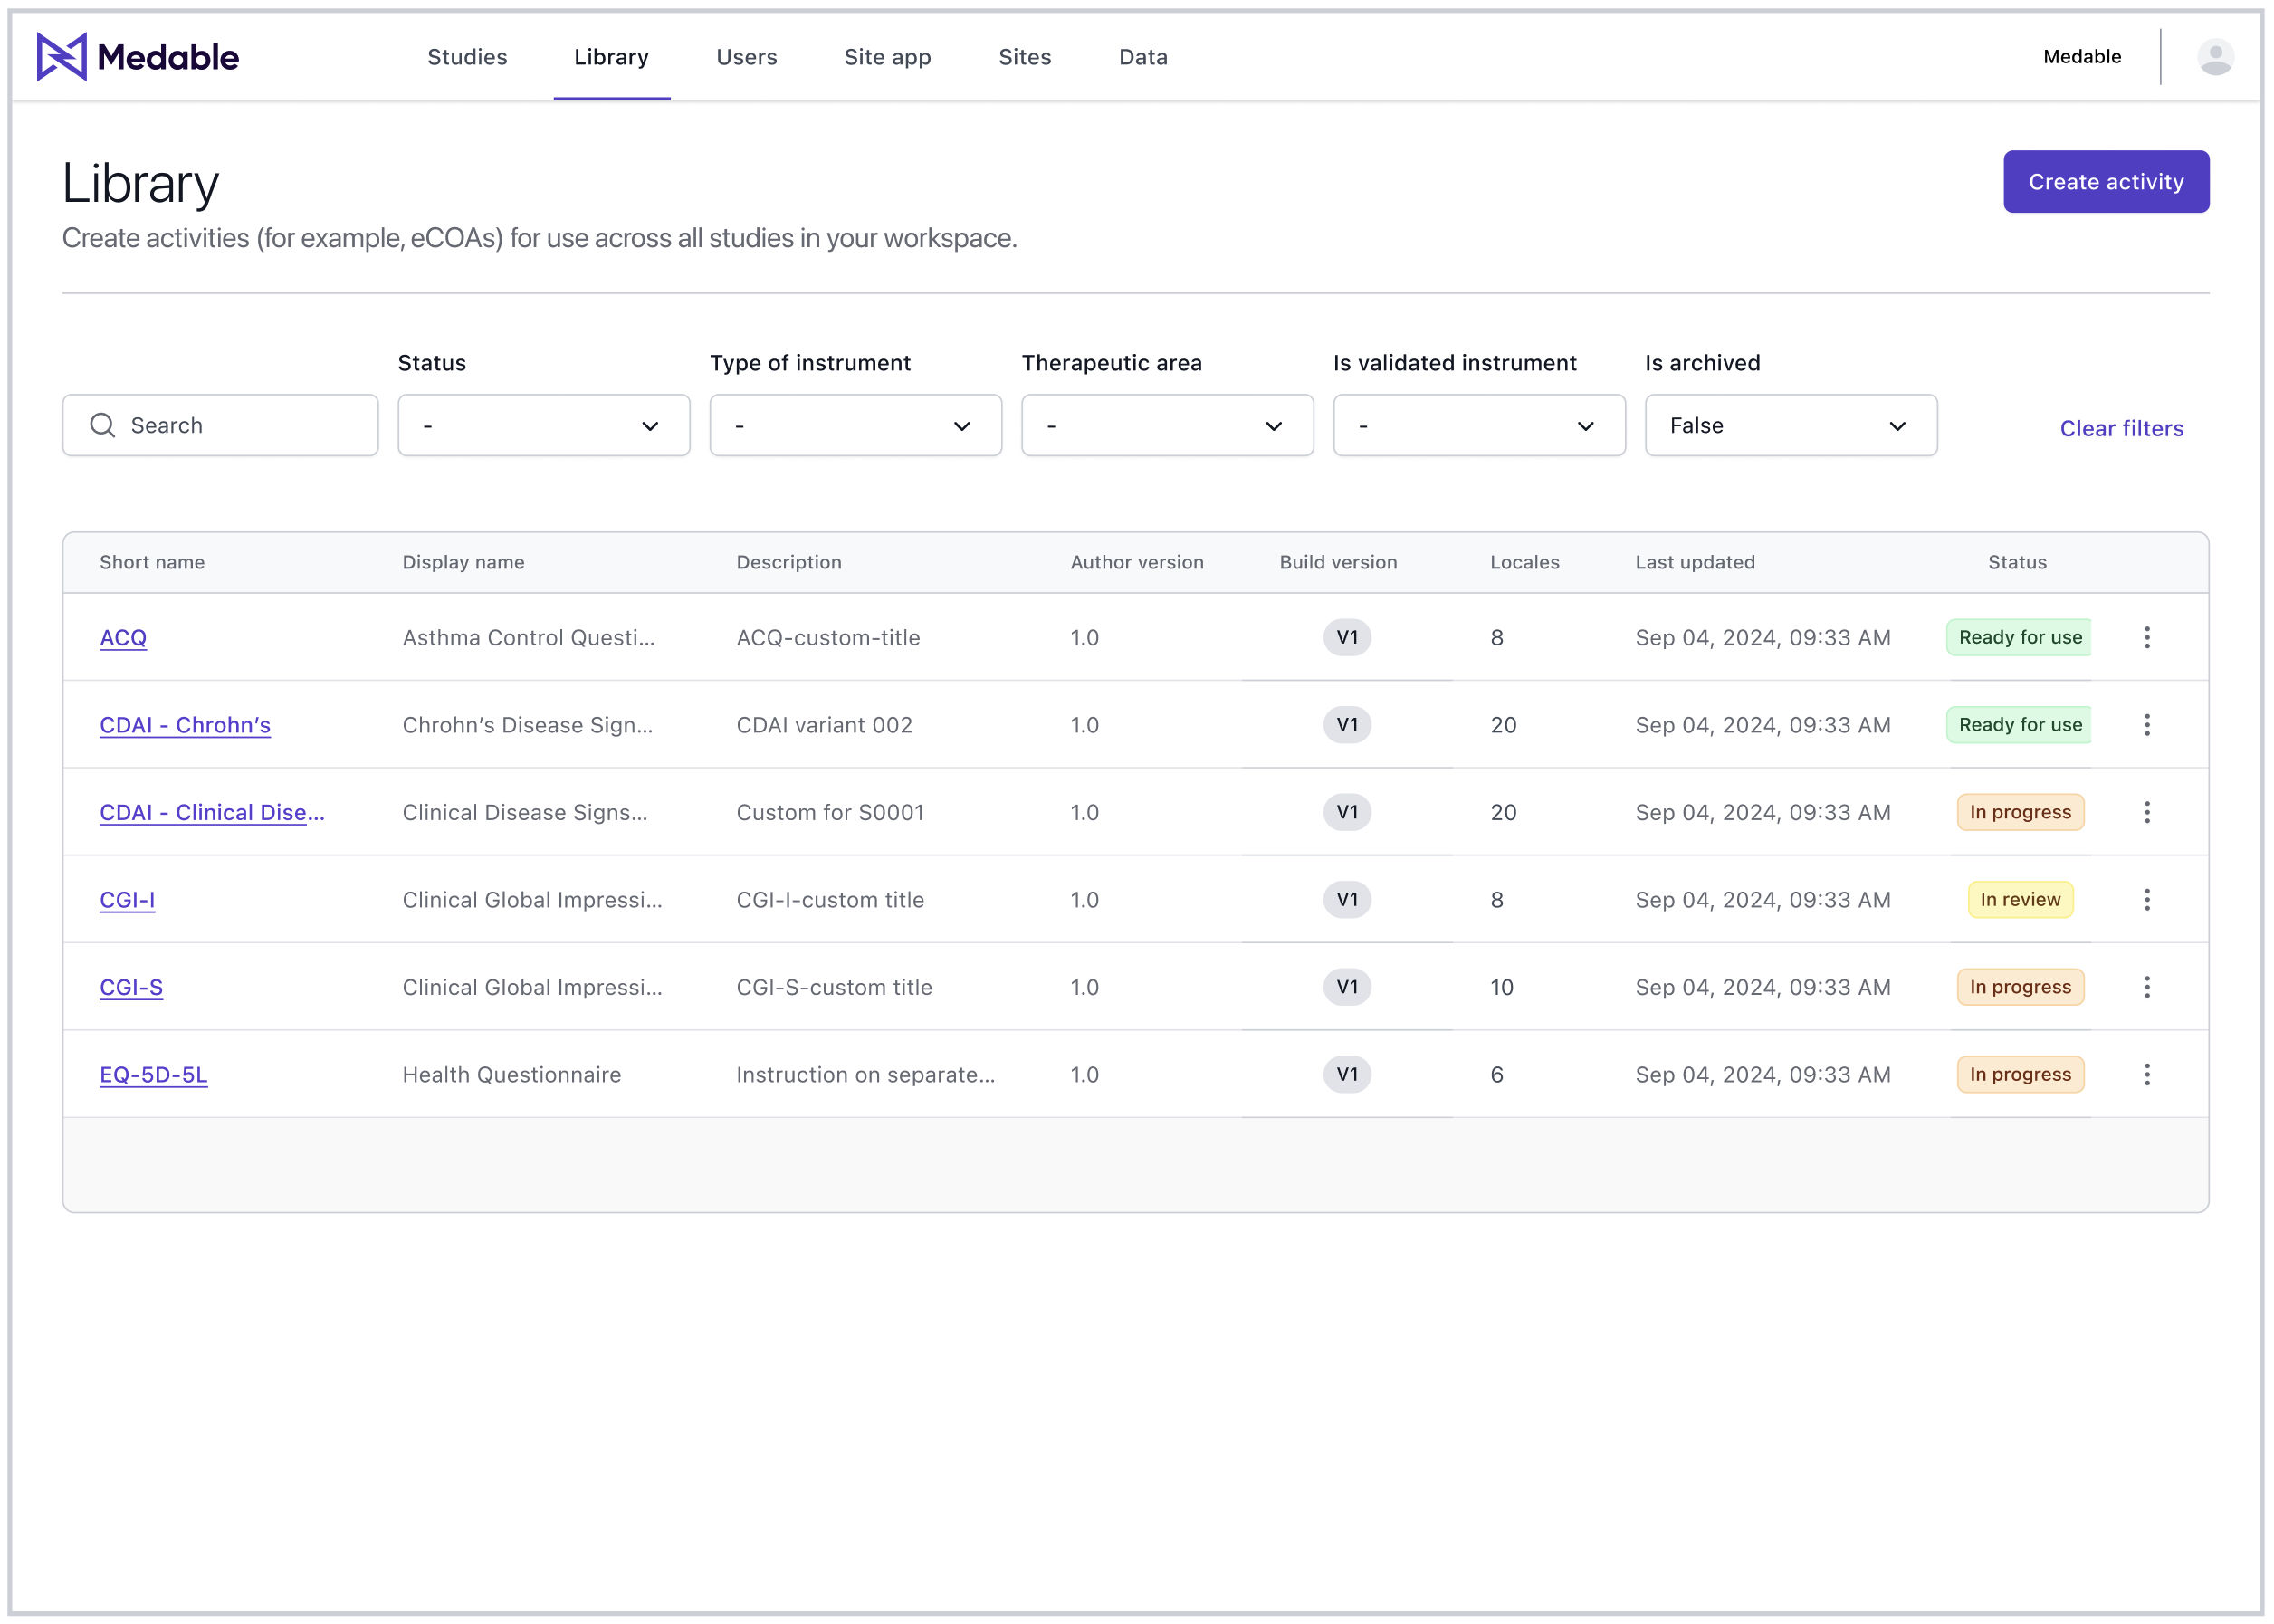 Medable Studies Library Users Site app Sites Data Medable
Library
Create activity
Create activities (for example, eCOAs) for use across all studies in your workspace.
Status Type of instrument Therapeutic area Is validated instrument Is archived
Search - - - - False Clear filters
Short name Display name Description Author version Build version Locales Last updated Status
ACQ Asthma Control Questi... ACQ-custom-title 1.0 V1 8 Sep 04, 2024, 09:33 AM Ready for use
CDAI - Chrohn’s Chrohn’s Disease Sign... CDAI variant 002 1.0 V1 20 Sep 04, 2024, 09:33 AM Ready for use
CDAI - Clinical Dise... Clinical Disease Signs... Custom for S0001 1.0 V1 20 Sep 04, 2024, 09:33 AM In progress
CGI-I Clinical Global Impressi... CGI-I-custom title 1.0 V1 8 Sep 04, 2024, 09:33 AM In review
CGI-S Clinical Global Impressi... CGI-S-custom title 1.0 V1 10 Sep 04, 2024, 09:33 AM In progress
EQ-5D-5L Health Questionnaire Instruction on separate... 1.0 V1 6 Sep 04, 2024, 09:33 AM In progress